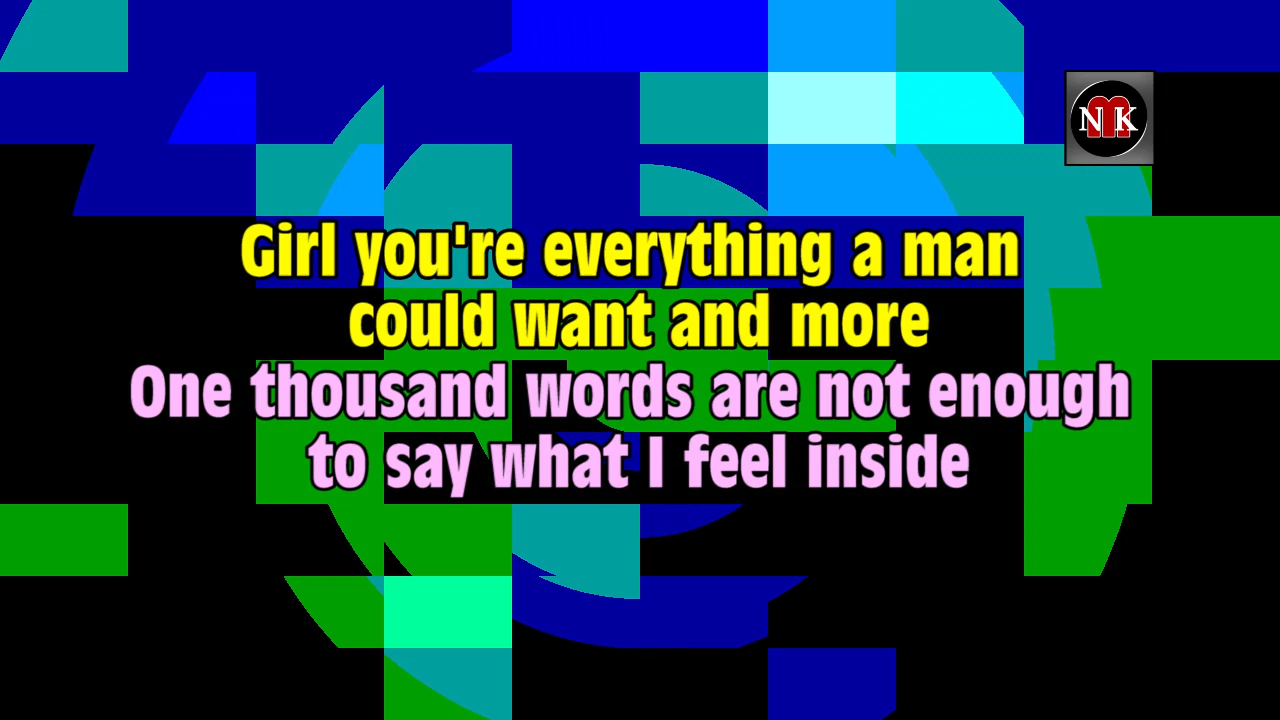 NMK
Girl you're everything a man
could want and more
One thousand words are not enough
to say what I feel inside